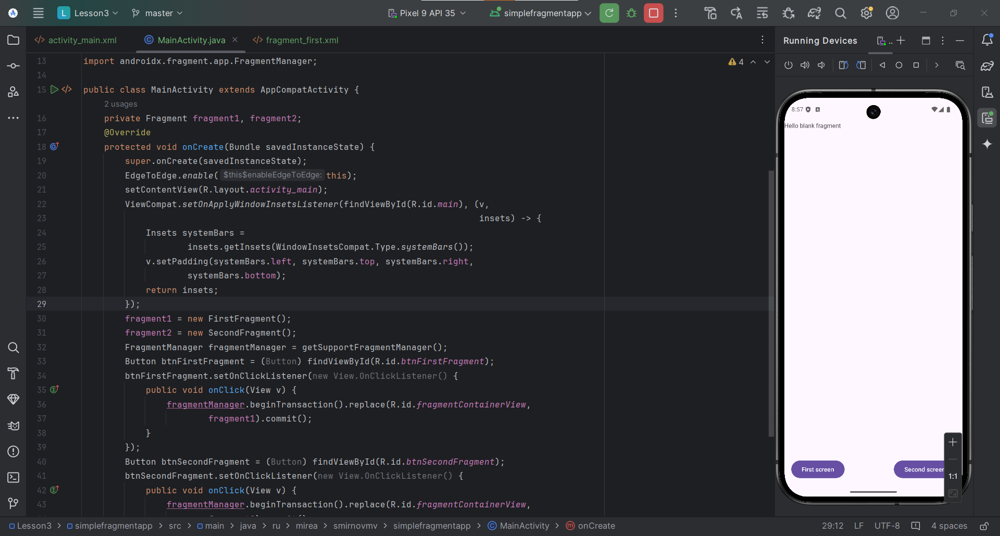 L Lesson3 master Pixel 9 API 35 simplefragmentapp
activity_main.xml MainActivity.java fragment_first.xml
Running Devices ..
13 import androidx.fragment.app.FragmentManager;
4
14
15 public class MainActivity extends AppCompatActivity {
2 usages
16 private Fragment fragment1, fragment2;
17 @Override
18 protected void onCreate(Bundle savedInstanceState) {
19 super.onCreate(savedInstanceState);
20 EdgeToEdge.enable( $this$enableEdgeToEdge: this);
21 setContentView(R.layout.activity_main);
22 ViewCompat.setOnApplyWindowInsetsListener(findViewById(R.id.main), (v,
23 insets) -> {
24 Insets systemBars =
25 insets.getInsets(WindowInsetsCompat.Type.systemBars());
26 v.setPadding(systemBars.left, systemBars.top, systemBars.right,
27 systemBars.bottom);
28 return insets;
29 });
30 fragment1 = new FirstFragment();
31 fragment2 = new SecondFragment();
32 FragmentManager fragmentManager = getSupportFragmentManager();
33 Button btnFirstFragment = (Button) findViewById(R.id.btnFirstFragment);
34 btnFirstFragment.setOnClickListener(new View.OnClickListener() {
35 public void onClick(View v) {
36 fragmentManager.beginTransaction().replace(R.id.fragmentContainerView,
37 fragment1).commit();
38 }
39 });
40 Button btnSecondFragment = (Button) findViewById(R.id.btnSecondFragment);
41 btnSecondFragment.setOnClickListener(new View.OnClickListener() {
42 public void onClick(View v) {
43 fragmentManager.beginTransaction().replace(R.id.fragmentContainerView,
8:57
Hello blank fragment
First screen
Second screen
1:1
Lesson3 > simplefragmentapp > src > main > java > ru > mirea > smirnovmv > simplefragmentapp > MainActivity > onCreate
29:12 LF UTF-8 4 spaces